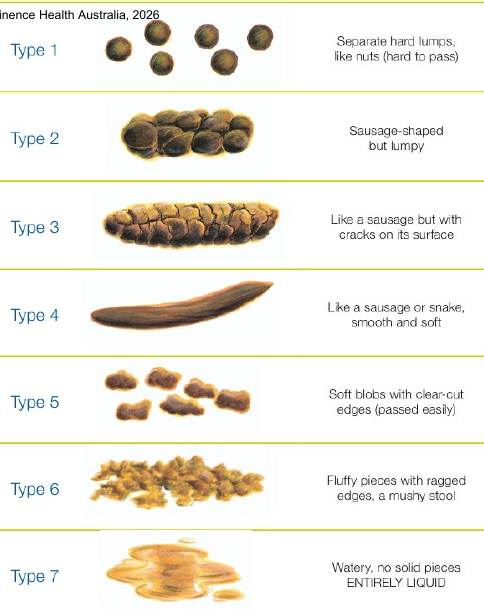 inence Health Australia, 2026
Type 1
Separate hard lumps,
like nuts (hard to pass)
Type 2
Sausage-shaped
but lumpy
Type 3
Like a sausage but with
cracks on its surface
Type 4
Like a sausage or snake,
smooth and soft
Type 5
Soft blobs with clear-cut
edges (passed easily)
Type 6
Fluffy pieces with ragged
edges, a mushy stool
Type 7
Watery, no solid pieces
ENTIRELY LIQUID